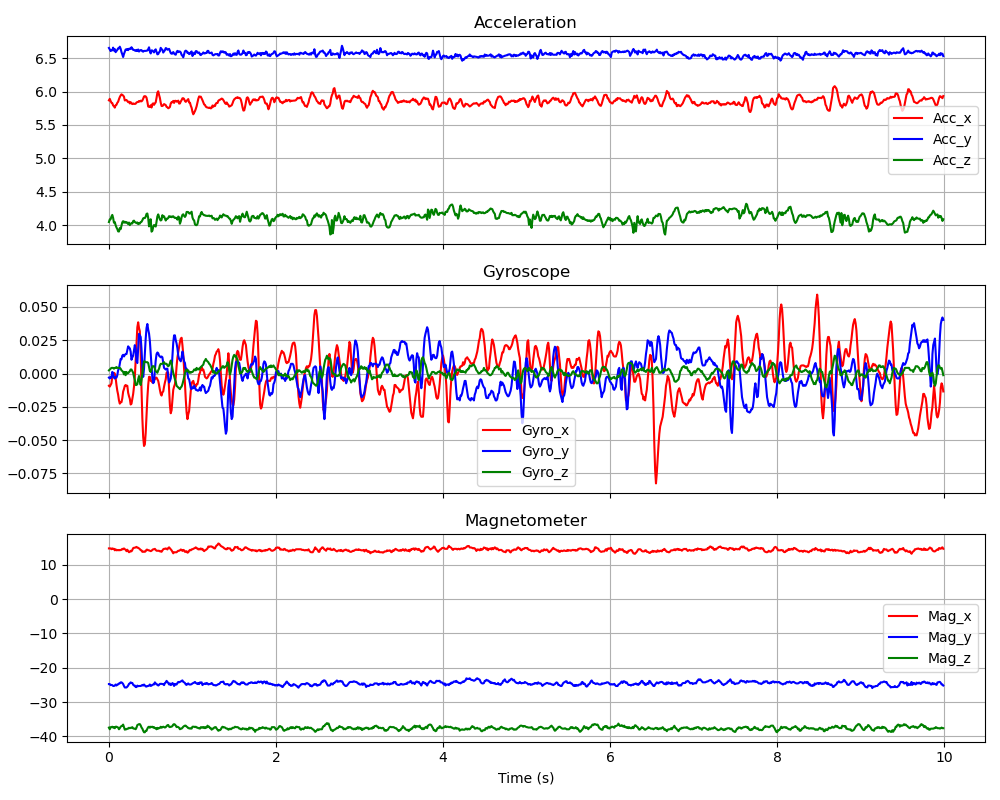 Acceleration
6.5
6.0
5.5
5.0
4.5
4.0
Acc_x
Acc_y
Acc_z
Gyroscope
0.050
0.025
0.000
−0.025
−0.050
−0.075
Gyro_x
Gyro_y
Gyro_z
Magnetometer
10
0
−10
−20
−30
−40
Mag_x
Mag_y
Mag_z
0 2 4 6 8 10
Time (s)